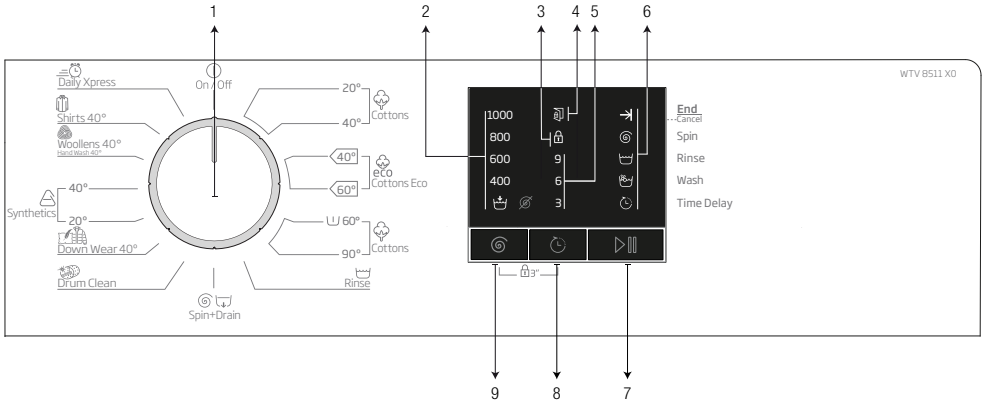 1
2
3
4
5
6
WTV 8511 X0
On / Off
Daily Xpress
Shirts 40°
Woollens 40°
Hand Wash 40°
40°
Synthetics
20°
Down Wear 40°
Drum Clean
Spin+Drain
20°
Cottons
40°
40°
eco
Cottons Eco
60°
60°
Cottons
90°
Rinse
1000
800
600
400
9
6
3
End
Cancel
Spin
Rinse
Wash
Time Delay
3"
9
8
7